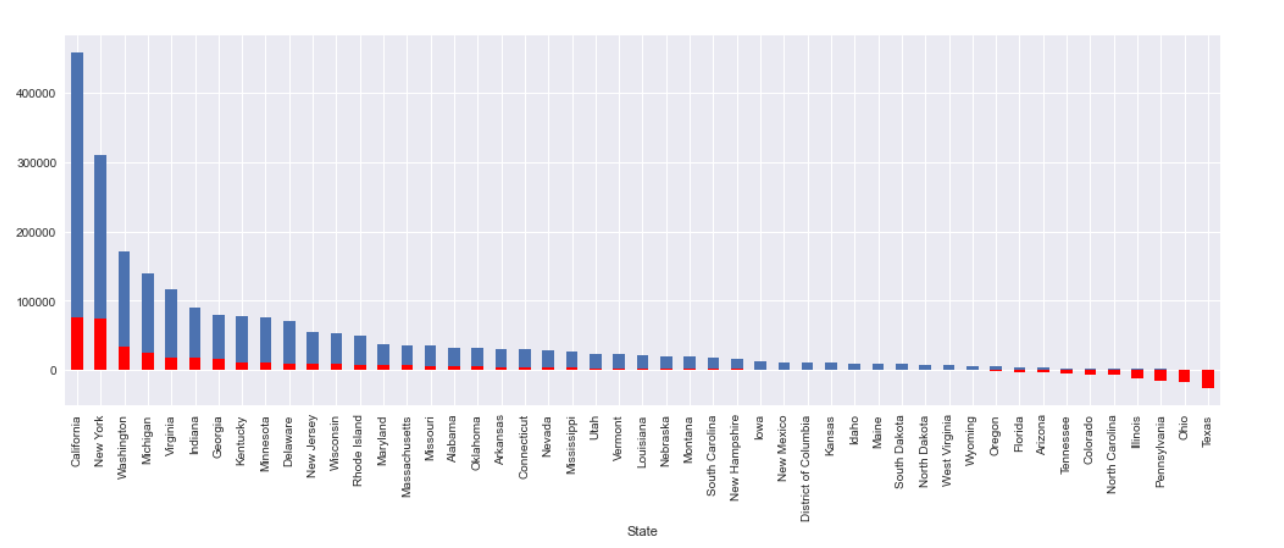 400000
300000
200000
100000
0
California
New York
Washington
Michigan
Virginia
Indiana
Georgia
Kentucky
Minnesota
Delaware
New Jersey
Wisconsin
Rhode Island
Maryland
Massachusetts
Missouri
Alabama
Oklahoma
Arkansas
Connecticut
Nevada
Mississippi
Utah
Vermont
Louisiana
Nebraska
Montana
South Carolina
New Hampshire
Iowa
New Mexico
District of Columbia
Kansas
Idaho
Maine
South Dakota
North Dakota
West Virginia
Wyoming
Oregon
Florida
Arizona
Tennessee
Colorado
North Carolina
Illinois
Pennsylvania
Ohio
Texas
State